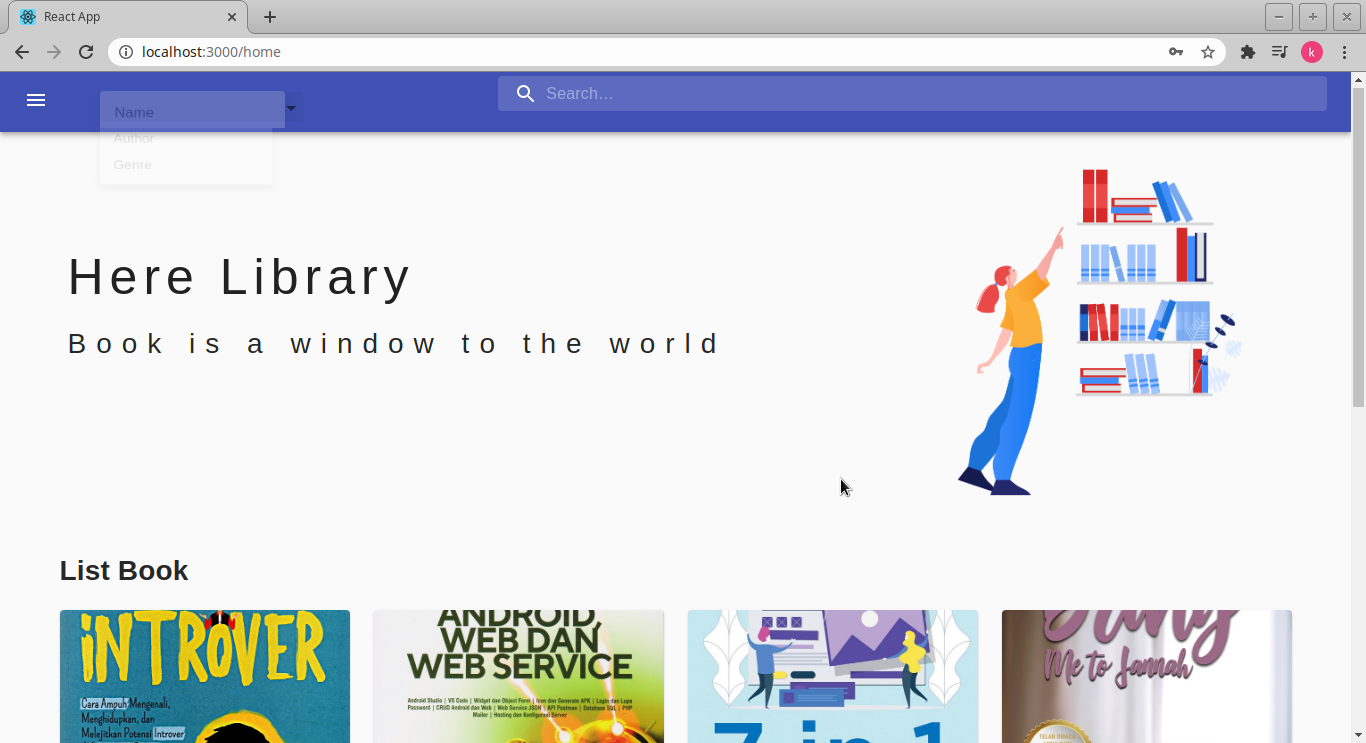 React App
localhost:3000/home
k
Name
Search…
Author
Genre
Here Library
Book is a window to the world
List Book
iNTROVER
Cara Ampuh Mengenali,
Menghidupkan, dan
Melejitkan Potensi Introver
ANDROID,
WEB DAN
WEB SERVICE
Android Studio | VS Code | Widget dan Object Form | Icon dan Generate APK | Login dan Lupa
Password | CRUD Android dan Web | Web Service JSON | API Postman | Database SQL | PHP
Mailer | Hosting dan Konfigurasi Server
7 in 1
Me to Jannah